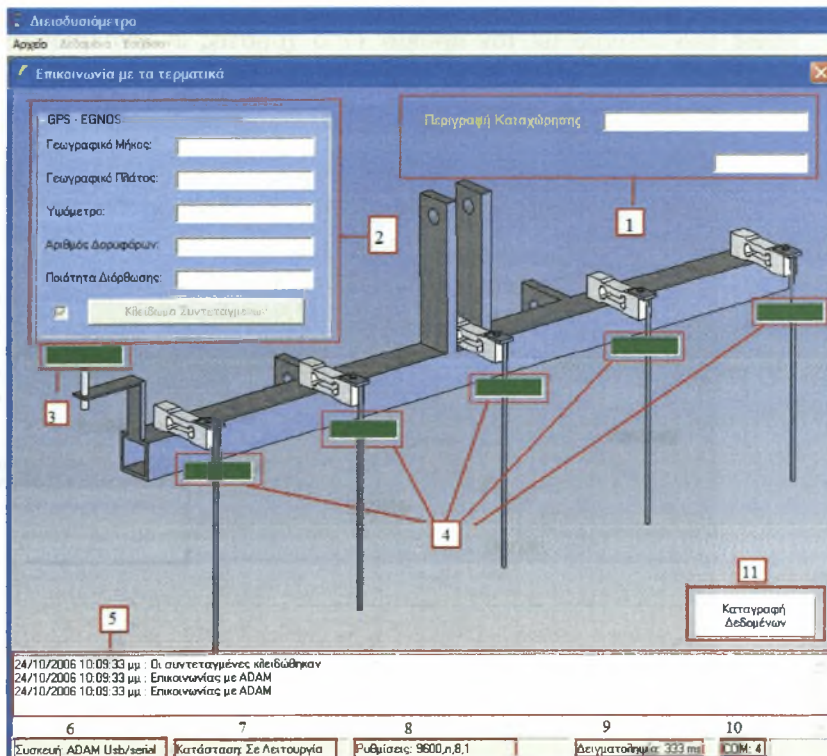 Διεισδυσιόμετρο
Αρχείο Δεδομένα
Επικοινωνία με τα τερματικά
GPS - EGNOS
Γεωγραφικό Μήκος:
Γεωγραφικό Πλάτος:
Υψόμετρο:
Αριθμός Δορυφόρων:
Ποιότητα Διόρθωσης:
Κλείδωμα Συντεταγμένων
Περιγραφή Καταχώρησης
1
2
3
4
11
Καταγραφή
Δεδομένων
5
24/10/2006 10:09:33 μμ : Οι συντεταγμένες κλειδώθηκαν
24/10/2006 10:09:33 μμ : Επικοινωνίας με ADAM
24/10/2006 10:09:33 μμ : Επικοινωνίας με ADAM
6 7 8 9 10
Συσκευή: ADAM Usb/serial Κατάσταση: Σε Λειτουργία Ρυθμίσεις: 9600,n,8,1 Δειγματοληψία: 333 ms COM: 4